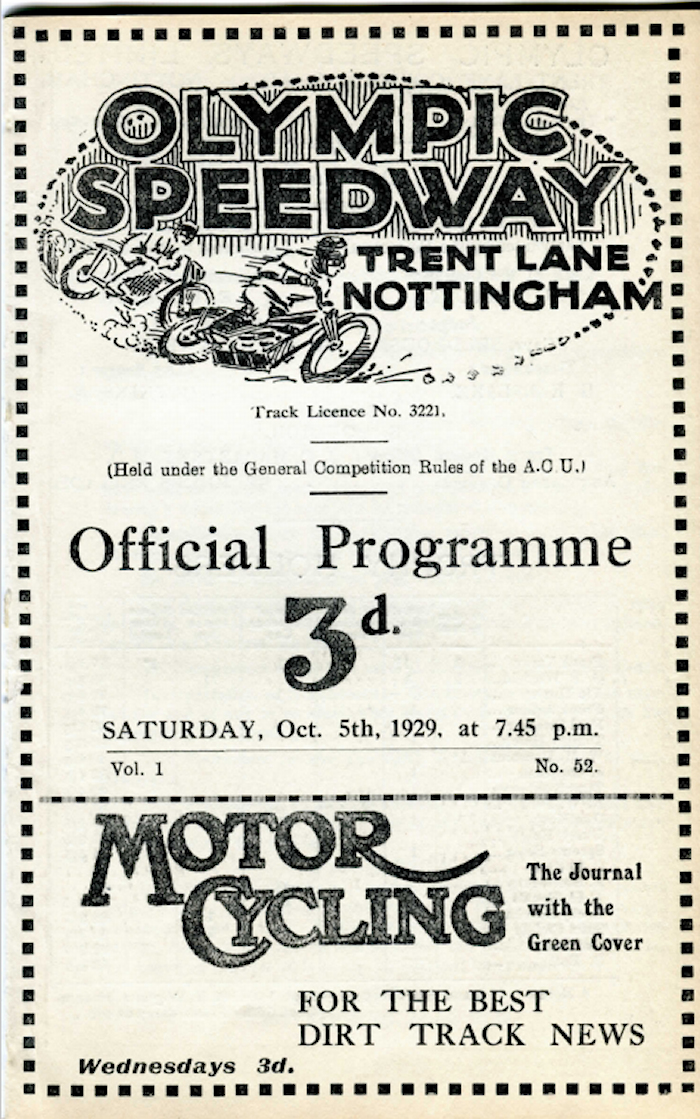 OLYMPIC
SPEEDWAY
TRENT LANE
NOTTINGHAM
Track Licence No. 3221.
(Held under the General Competition Rules of the A.C.U.)
Official Programme
3d.
SATURDAY, Oct. 5th, 1929, at 7.45 p.m.
Vol. 1 No. 52.
MOTOR
CYCLING
The Journal
with the
Green Cover
FOR THE BEST
DIRT TRACK NEWS
Wednesdays 3d.